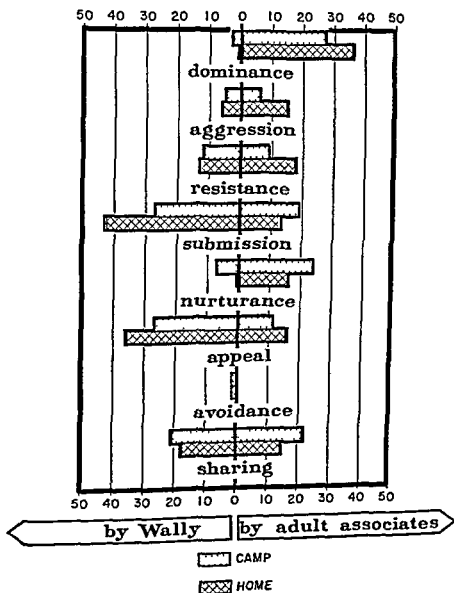 50 40 30 20 10 0 10 20 30 40 50
dominance
aggression
resistance
submission
nurturance
appeal
avoidance
sharing
50 40 30 20 10 0 10 20 30 40 50
by Wally by adult associates
CAMP
HOME